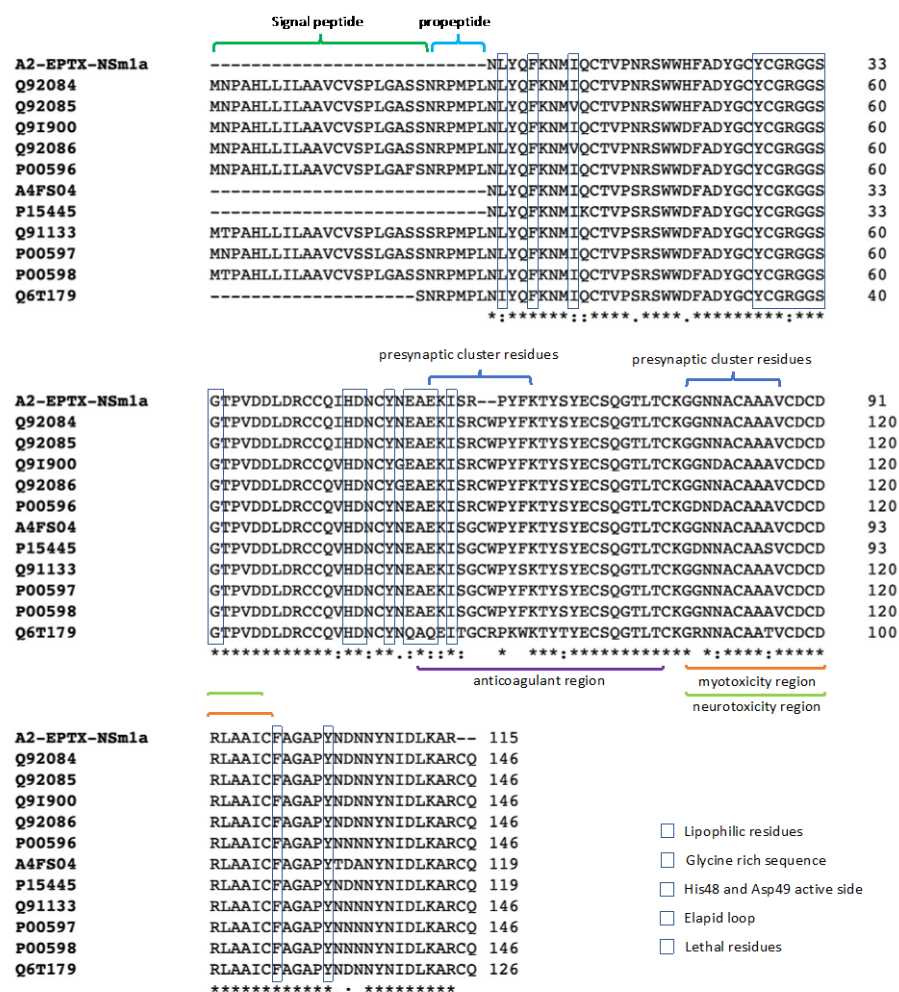 Signal peptide propeptide
A2-EPTX-NSm1a ---------------------------NLYQFKNMIQCTVPNRSWWHFADYGCYCGRGGS 33
Q92084 MNPAHLLILAAVCVSPLGASSNRPMPLNLYQFKNMIQCTVPNRSWWHFADYGCYCGRGGS 60
Q92085 MNPAHLLILAAVCVSPLGASSNRPMPLNLYQFKNMVQCTVPNRSWWHFADYGCYCGRGGS 60
Q9I900 MNPAHLLILAAVCVSPLGASSNRPMPLNLYQFKNMIQCTVPNRSWWDFADYGCYCGRGGS 60
Q92086 MNPAHLLILAAVCVSPLGASSNRPMPLNLYQFKNMVQCTVPNRSWWDFADYGCYCGRGGS 60
P00596 MNPAHLLILAAVCVSPLGAFSNRPMPLNLYQFKNMIQCTVPNRSWWDFADYGCYCGRGGS 60
A4FS04 ---------------------------NLYQFKNMIQCTVPSRSWWDFADYGCYCGKGGS 33
P15445 ---------------------------NLYQFKNMIKCTVPSRSWWDFADYGCYCGRGGS 33
Q91133 MTPAHLLILAAVCVSPLGASSNRPMPLNLYQFKNMIQCTVPSRSWWDFADYGCYCGRGGS 60
P00597 MNPAHLLILAAVCVSPLGASSNRPMPLNLYQFKNMIQCTVPSRSWWDFADYGCYCGRGGS 60
P00598 MTPAHLLILAAVCVSPLGASSNRPMPLNLYQFKNMIQCTVPSRSWWDFADYGCYCGRGGS 60
Q6T179 --------------------SNRPMPLNIYQFKNMIQCTVPSRSWWDFADYGCYCGRGGS 40
*:******::****.****.*********:***
presynaptic cluster residues presynaptic cluster residues
A2-EPTX-NSm1a GTPVDDLDRCCQIHDNCYNEAEKISR--PYFKTYSYECSQGTLTCKGGNNACAAAVCDCD 91
Q92084 GTPVDDLDRCCQIHDNCYNEAEKISRCWPYFKTYSYECSQGTLTCKGGNNACAAAVCDCD 120
Q92085 GTPVDDLDRCCQIHDNCYNEAEKISRCWPYFKTYSYECSQGTLTCKGGNNACAAAVCDCD 120
Q9I900 GTPVDDLDRCCQVHDNCYGEAEKISRCWPYFKTYSYECSQGTLTCKGGNDACAAAVCDCD 120
Q92086 GTPVDDLDRCCQVHDNCYGEAEKISRCWPYFKTYSYECSQGTLTCKGGNNACAAAVCDCD 120
P00596 GTPVDDLDRCCQVHDNCYNEAEKISRCWPYFKTYSYECSQGTLTCKGDNDACAAAVCDCD 120
A4FS04 GTPVDDLDRCCQVHDNCYNEAEKISGCWPYFKTYSYECSQGTLTCKGGNNACAAAVCDCD 93
P15445 GTPVDDLDRCCQVHDNCYNEAEKISGCWPYFKTYSYECSQGTLTCKGDNNACAASVCDCD 93
Q91133 GTPVDDLDRCCQVHDHCYNEAEKISGCWPYSKTYSYECSQGTLTCKGGNNACAAAVCDCD 120
P00597 GTPVDDLDRCCQVHDNCYNEAEKISGCWPYFKTYSYECSQGTLTCKGGNNACAAAVCDCD 120
P00598 GTPVDDLDRCCQVHDNCYNEAEKISGCWPYFKTYSYECSQGTLTCKGGNNACAAAVCDCD 120
Q6T179 GTPVDDLDRCCQVHDNCYNQAQEITGCRPKWKTYTYECSQGTLTCKGRNNACAATVCDCD 100
************:**:**.:*::*: * ***:************ *:****:*****
anticoagulant region myotoxicity region
neurotoxicity region
A2-EPTX-NSm1a RLAAICFAGAPYNDNNYNIDLKAR-- 115
Q92084 RLAAICFAGAPYNDNNYNIDLKARCQ 146
Q92085 RLAAICFAGAPYNDNNYNIDLKARCQ 146
Q9I900 RLAAICFAGAPYNDNNYNIDLKARCQ 146
Q92086 RLAAICFAGAPYNDNNYNIDLKARCQ 146
P00596 RLAAICFAGAPYNNNNYNIDLKARCQ 146
A4FS04 RLAAICFAGAPYTDANYNIDLKARCQ 119
P15445 RLAAICFAGAPYNNNNYNIDLKARCQ 119
Q91133 RLAAICFAGAPYNNNNYNIDLKARCQ 146
P00597 RLAAICFAGAPYNNNNYNIDLKARCQ 146
P00598 RLAAICFAGAPYNNNNYNIDLKARCQ 146
Q6T179 RLAAICFAGAPYNDNNYNIDLKARCQ 126
************ . **********
Lipophilic residues
Glycine rich sequence
His48 and Asp49 active side
Elapid loop
Lethal residues